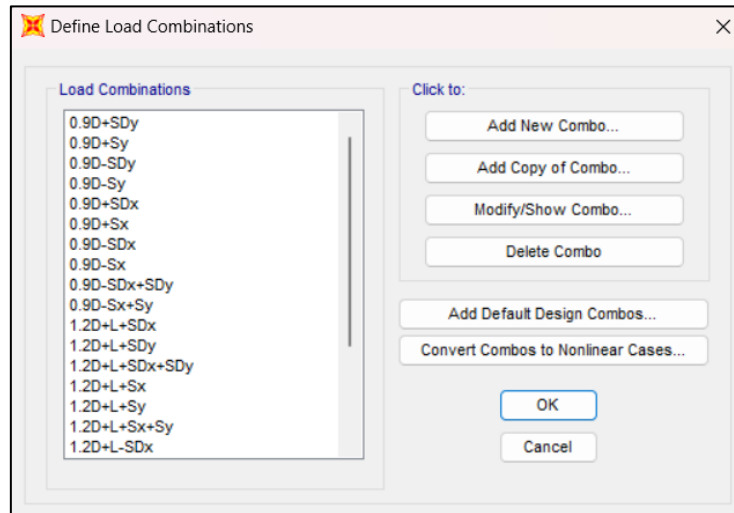 Define Load Combinations
Load Combinations
0.9D+SDy
0.9D+Sy
0.9D-SDy
0.9D-Sy
0.9D+SDx
0.9D+Sx
0.9D-SDx
0.9D-Sx
0.9D-SDx+SDy
0.9D-Sx+Sy
1.2D+L+SDx
1.2D+L+SDy
1.2D+L+SDx+SDy
1.2D+L+Sx
1.2D+L+Sy
1.2D+L+Sx+Sy
1.2D+L-SDx
Click to:
Add New Combo...
Add Copy of Combo...
Modify/Show Combo...
Delete Combo
Add Default Design Combos...
Convert Combos to Nonlinear Cases...
OK
Cancel